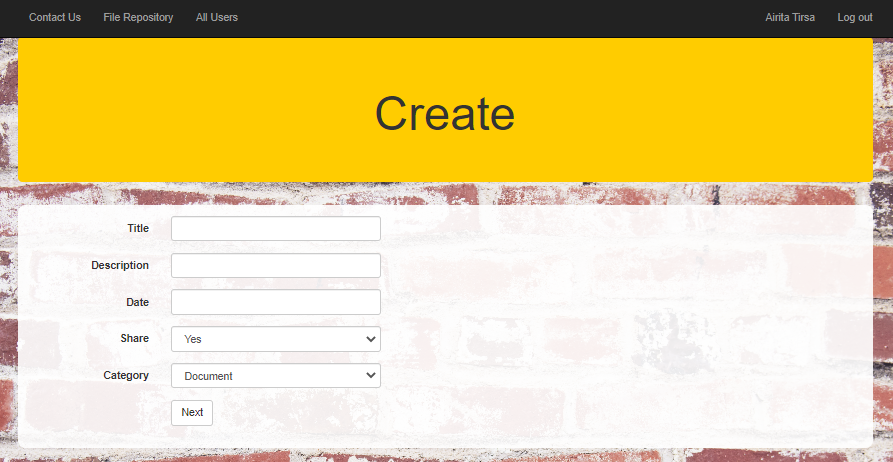 Contact Us File Repository All Users Airita Tirsa Log out
Create
Title
Description
Date
Share Yes
Category Document
Next